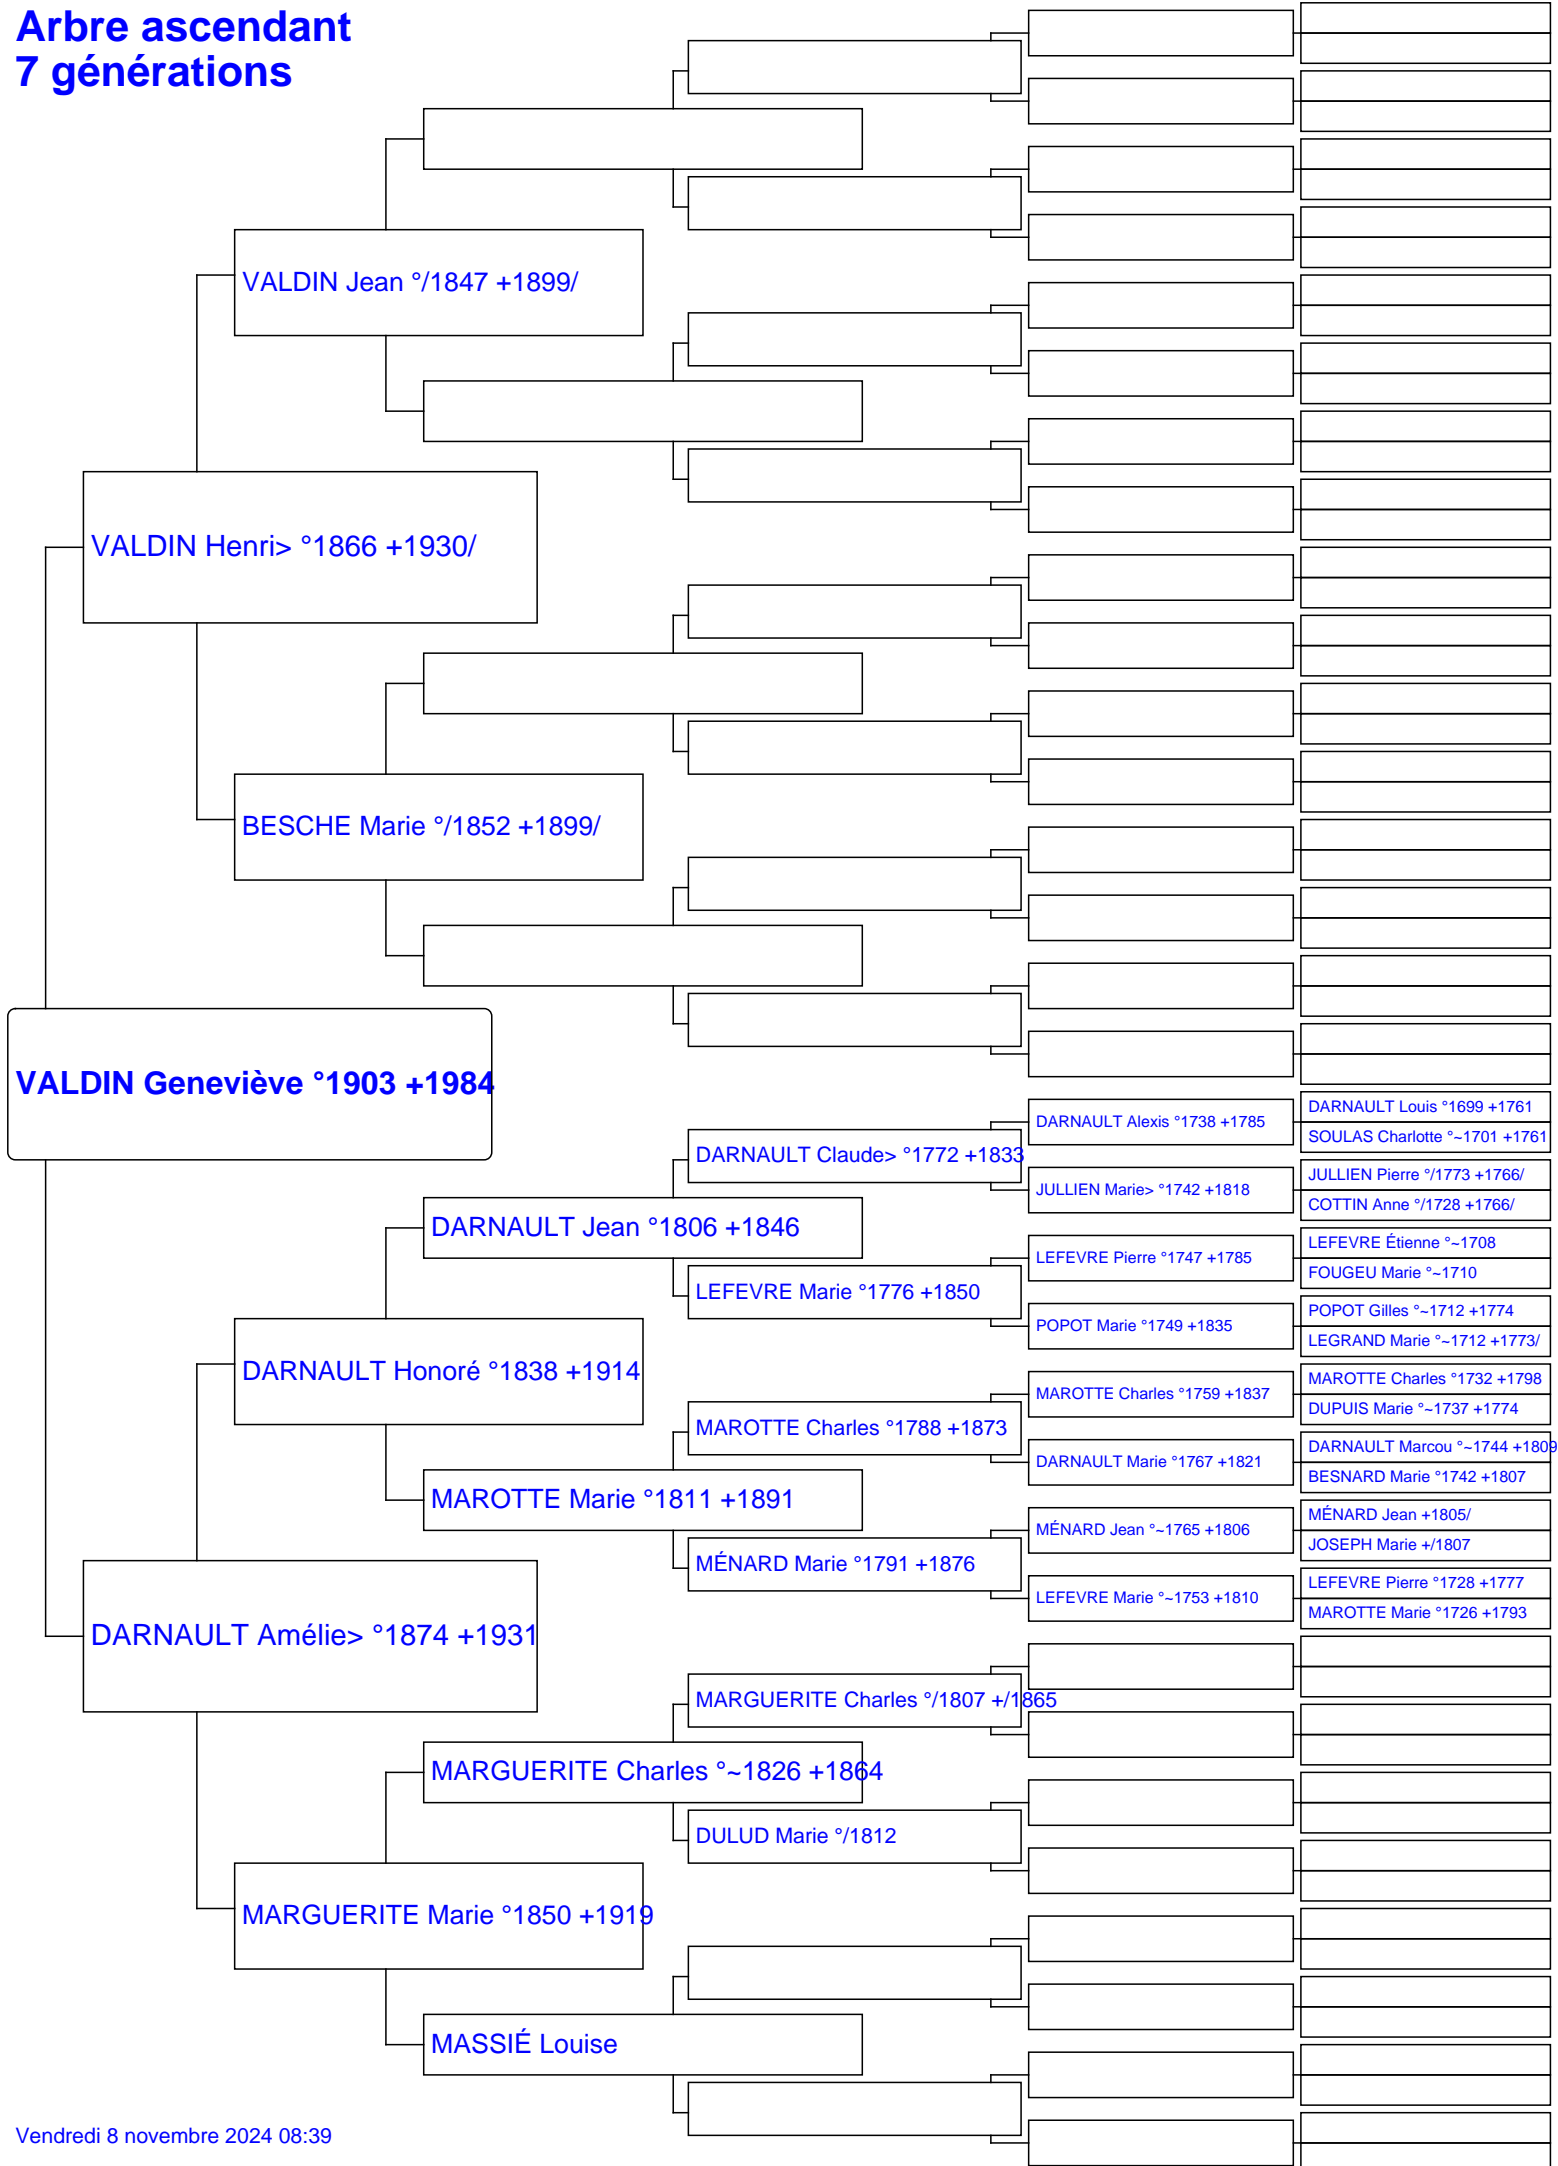 Arbre ascendant
7 générations
VALDIN Jean °/1847 +1899/
VALDIN Henri> °1866 +1930/
BESCHE Marie °/1852 +1899/
VALDIN Geneviève °1903 +1984
DARNAULT Louis °1699 +1761
DARNAULT Alexis °1738 +1785
SOULAS Charlotte °~1701 +1761
DARNAULT Claude> °1772 +1833
JULLIEN Pierre °/1773 +1766/
JULLIEN Marie> °1742 +1818
COTTIN Anne °/1728 +1766/
DARNAULT Jean °1806 +1846
LEFEVRE Étienne °~1708
LEFEVRE Pierre °1747 +1785
FOUGEU Marie °~1710
LEFEVRE Marie °1776 +1850
POPOT Gilles °~1712 +1774
POPOT Marie °1749 +1835
LEGRAND Marie °~1712 +1773/
DARNAULT Honoré °1838 +1914
MAROTTE Charles °1732 +1798
MAROTTE Charles °1759 +1837
DUPUIS Marie °~1737 +1774
MAROTTE Charles °1788 +1873
DARNAULT Marcou °~1744 +1809
DARNAULT Marie °1767 +1821
BESNARD Marie °1742 +1807
MAROTTE Marie °1811 +1891
MÉNARD Jean +1805/
MÉNARD Jean °~1765 +1806
JOSEPH Marie +/1807
MÉNARD Marie °1791 +1876
LEFEVRE Pierre °1728 +1777
LEFEVRE Marie °~1753 +1810
MAROTTE Marie °1726 +1793
DARNAULT Amélie> °1874 +1931
MARGUERITE Charles °/1807 +/1865
MARGUERITE Charles °~1826 +1864
DULUD Marie °/1812
MARGUERITE Marie °1850 +1919
MASSIÉ Louise
Vendredi 8 novembre 2024 08:39